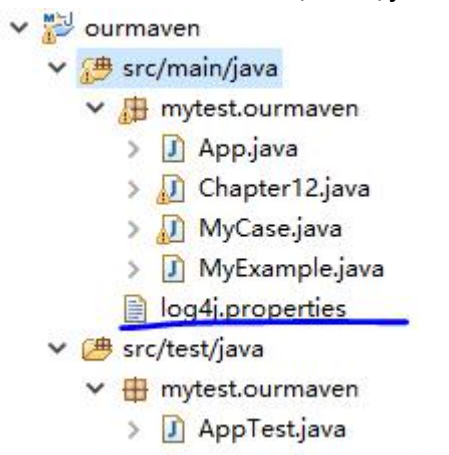 ourmaven
src/main/java
mytest.ourmaven
App.java
Chapter12.java
MyCase.java
MyExample.java
log4j.properties
src/test/java
mytest.ourmaven
AppTest.java